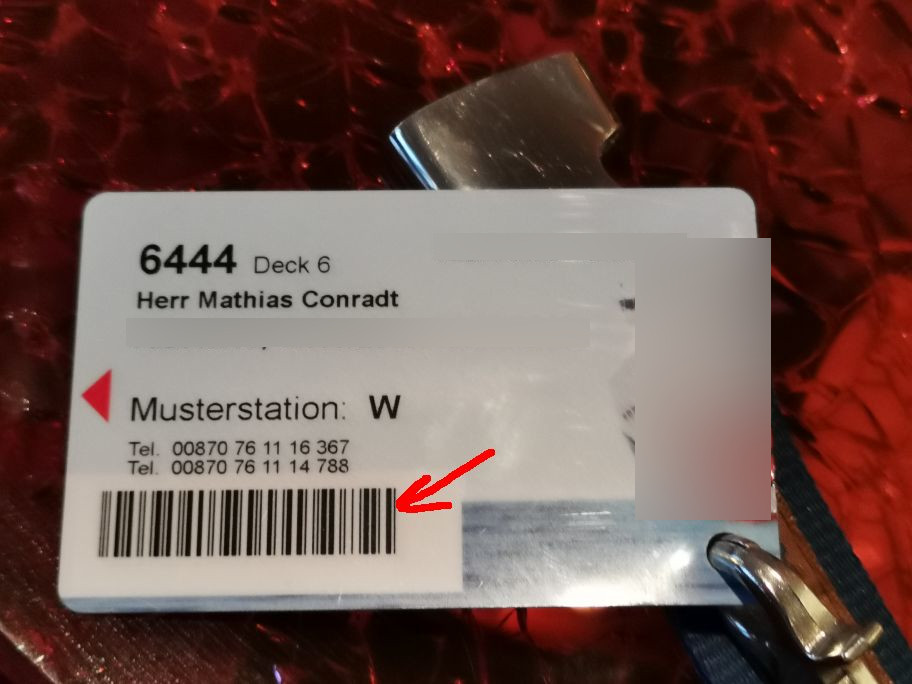 6444 Deck 6
Herr Mathias Conradt
Musterstation: W
Tel. 00870 76 11 16 367
Tel. 00870 76 11 14 788